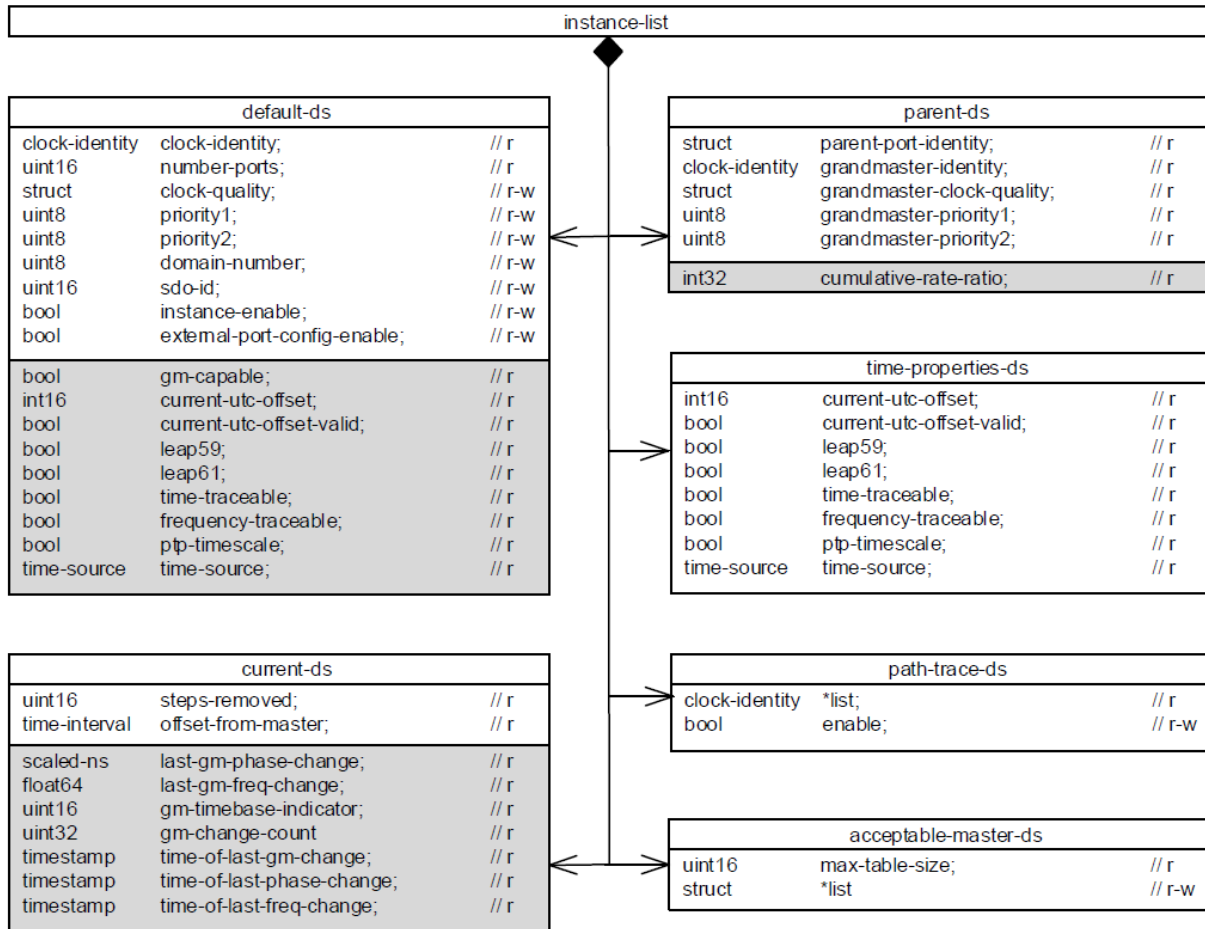 instance-list
default-ds
clock-identity clock-identity; // r
uint16 number-ports; // r
struct clock-quality; // r-w
uint8 priority1; // r-w
uint8 priority2; // r-w
uint8 domain-number; // r-w
uint16 sdo-id; // r-w
bool instance-enable; // r-w
bool external-port-config-enable; // r-w
bool gm-capable; // r
int16 current-utc-offset; // r
bool current-utc-offset-valid; // r
bool leap59; // r
bool leap61; // r
bool time-traceable; // r
bool frequency-traceable; // r
bool ptp-timescale; // r
time-source time-source; // r
current-ds
uint16 steps-removed; // r
time-interval offset-from-master; // r
scaled-ns last-gm-phase-change; // r
float64 last-gm-freq-change; // r
uint16 gm-timebase-indicator; // r
uint32 gm-change-count // r
timestamp time-of-last-gm-change; // r
timestamp time-of-last-phase-change; // r
timestamp time-of-last-freq-change; // r
parent-ds
struct parent-port-identity; // r
clock-identity grandmaster-identity; // r
struct grandmaster-clock-quality; // r
uint8 grandmaster-priority1; // r
uint8 grandmaster-priority2; // r
int32 cumulative-rate-ratio; // r
time-properties-ds
int16 current-utc-offset; // r
bool current-utc-offset-valid; // r
bool leap59; // r
bool leap61; // r
bool time-traceable; // r
bool frequency-traceable; // r
bool ptp-timescale; // r
time-source time-source; // r
path-trace-ds
clock-identity *list; // r
bool enable; // r-w
acceptable-master-ds
uint16 max-table-size; // r
struct *list // r-w